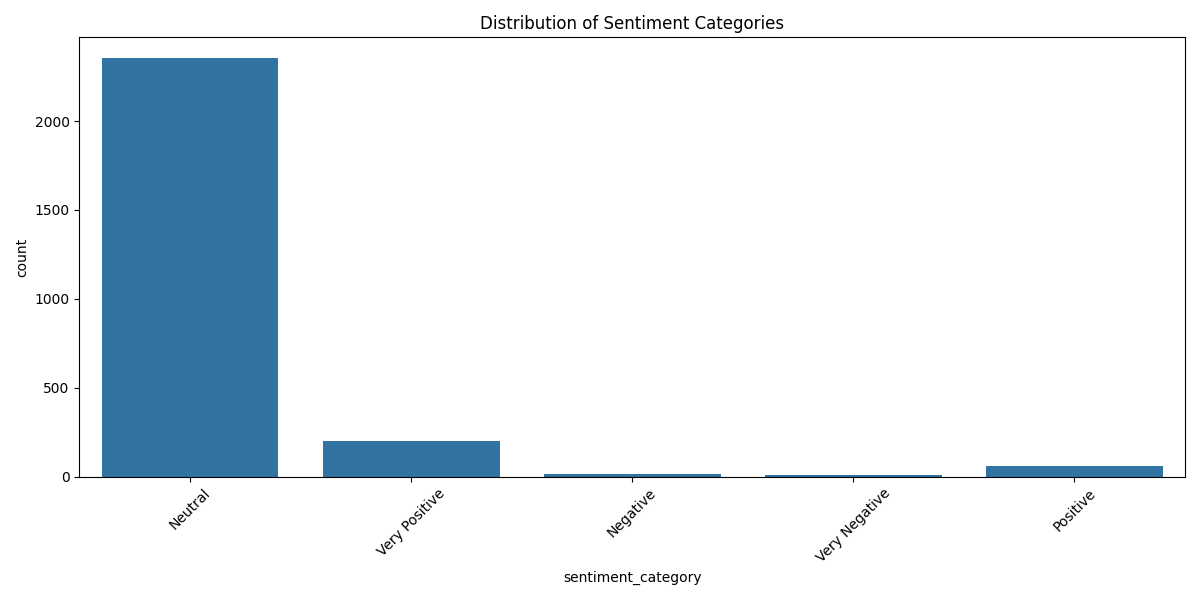 Distribution of Sentiment Categories
count
2000
1500
1000
500
0
Neutral
Very Positive
Negative
Very Negative
Positive
sentiment_category